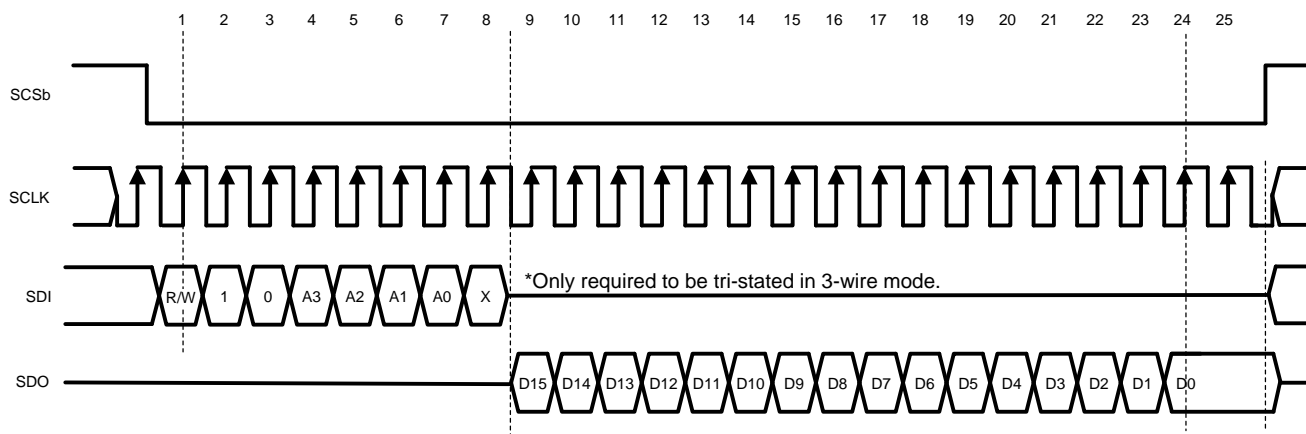 1 2 3 4 5 6 7 8 9 10 11 12 13 14 15 16 17 18 19 20 21 22 23 24 25
SCSb
SCLK
SDI R/W 1 0 A3 A2 A1 A0 X *Only required to be tri-stated in 3-wire mode.
SDO D15 D14 D13 D12 D11 D10 D9 D8 D7 D6 D5 D4 D3 D2 D1 D0